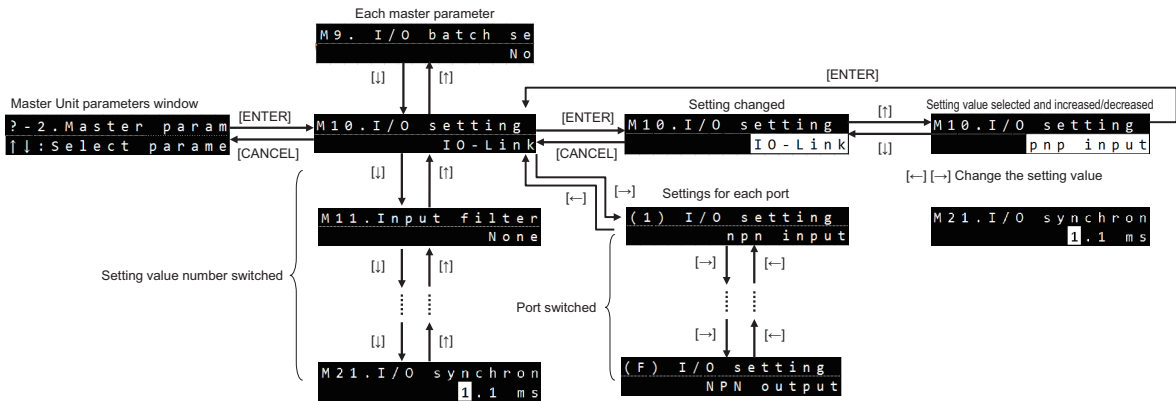 Each master parameter
M9. I/O batch se
No
[↓]
[↑]
[ENTER]
Master Unit parameters window
?-2.Master param
↑↓:Select parame
[ENTER]
[CANCEL]
M10.I/O setting
IO-Link
[ENTER]
[CANCEL]
Setting changed
M10.I/O setting
IO-Link
[↑]
[↓]
Setting value selected and increased/decreased
M10.I/O setting
pnp input
[←] [→] Change the setting value
[↓]
[↑]
[→]
[←]
Settings for each port
M11.Input filter
None
(1) I/O setting
npn input
M21.I/O synchron
1.1 ms
Setting value number switched
[↓]
[↑]
[→]
[←]
Port switched
[↓]
[↑]
[→]
[←]
M21.I/O synchron
1.1 ms
(F) I/O setting
NPN output